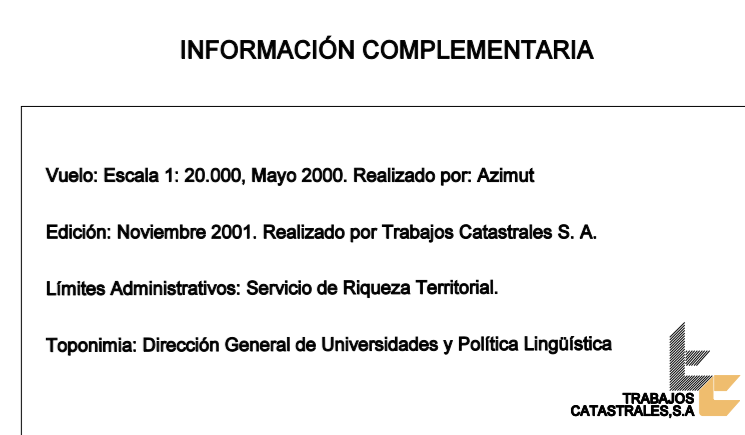 INFORMACIÓN COMPLEMENTARIA
Vuelo: Escala 1: 20.000, Mayo 2000. Realizado por: Azimut
Edición: Noviembre 2001. Realizado por Trabajos Catastrales S. A.
Límites Administrativos: Servicio de Riqueza Territorial.
Toponimia: Dirección General de Universidades y Política Lingüística
TRABAJOS
CATASTRALES,S.A